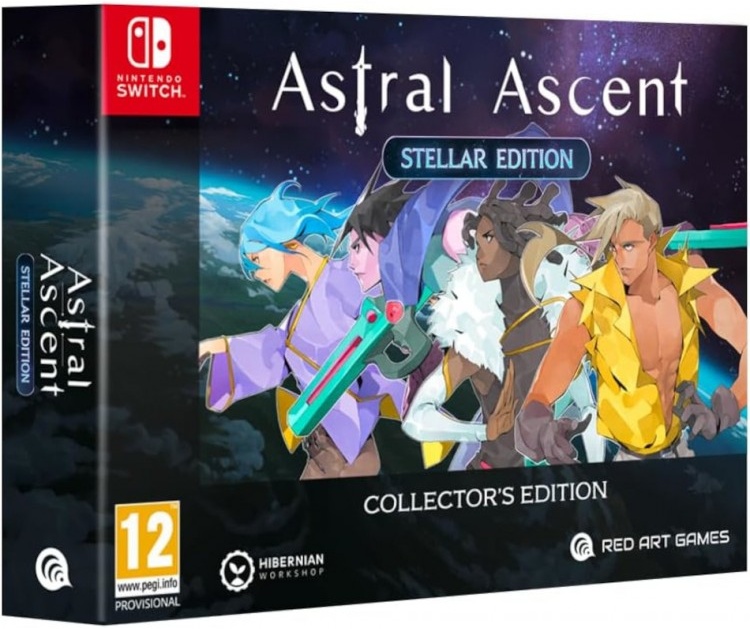 NINTENDO
SWITCH™
Astral Ascent
STELLAR EDITION
Astral
Ascent
STELLAR EDITION
COLLECTOR'S EDITION
12
www.pegi.info
PROVISIONAL
HIBERNIAN
WORKSHOP
RED ART GAMES